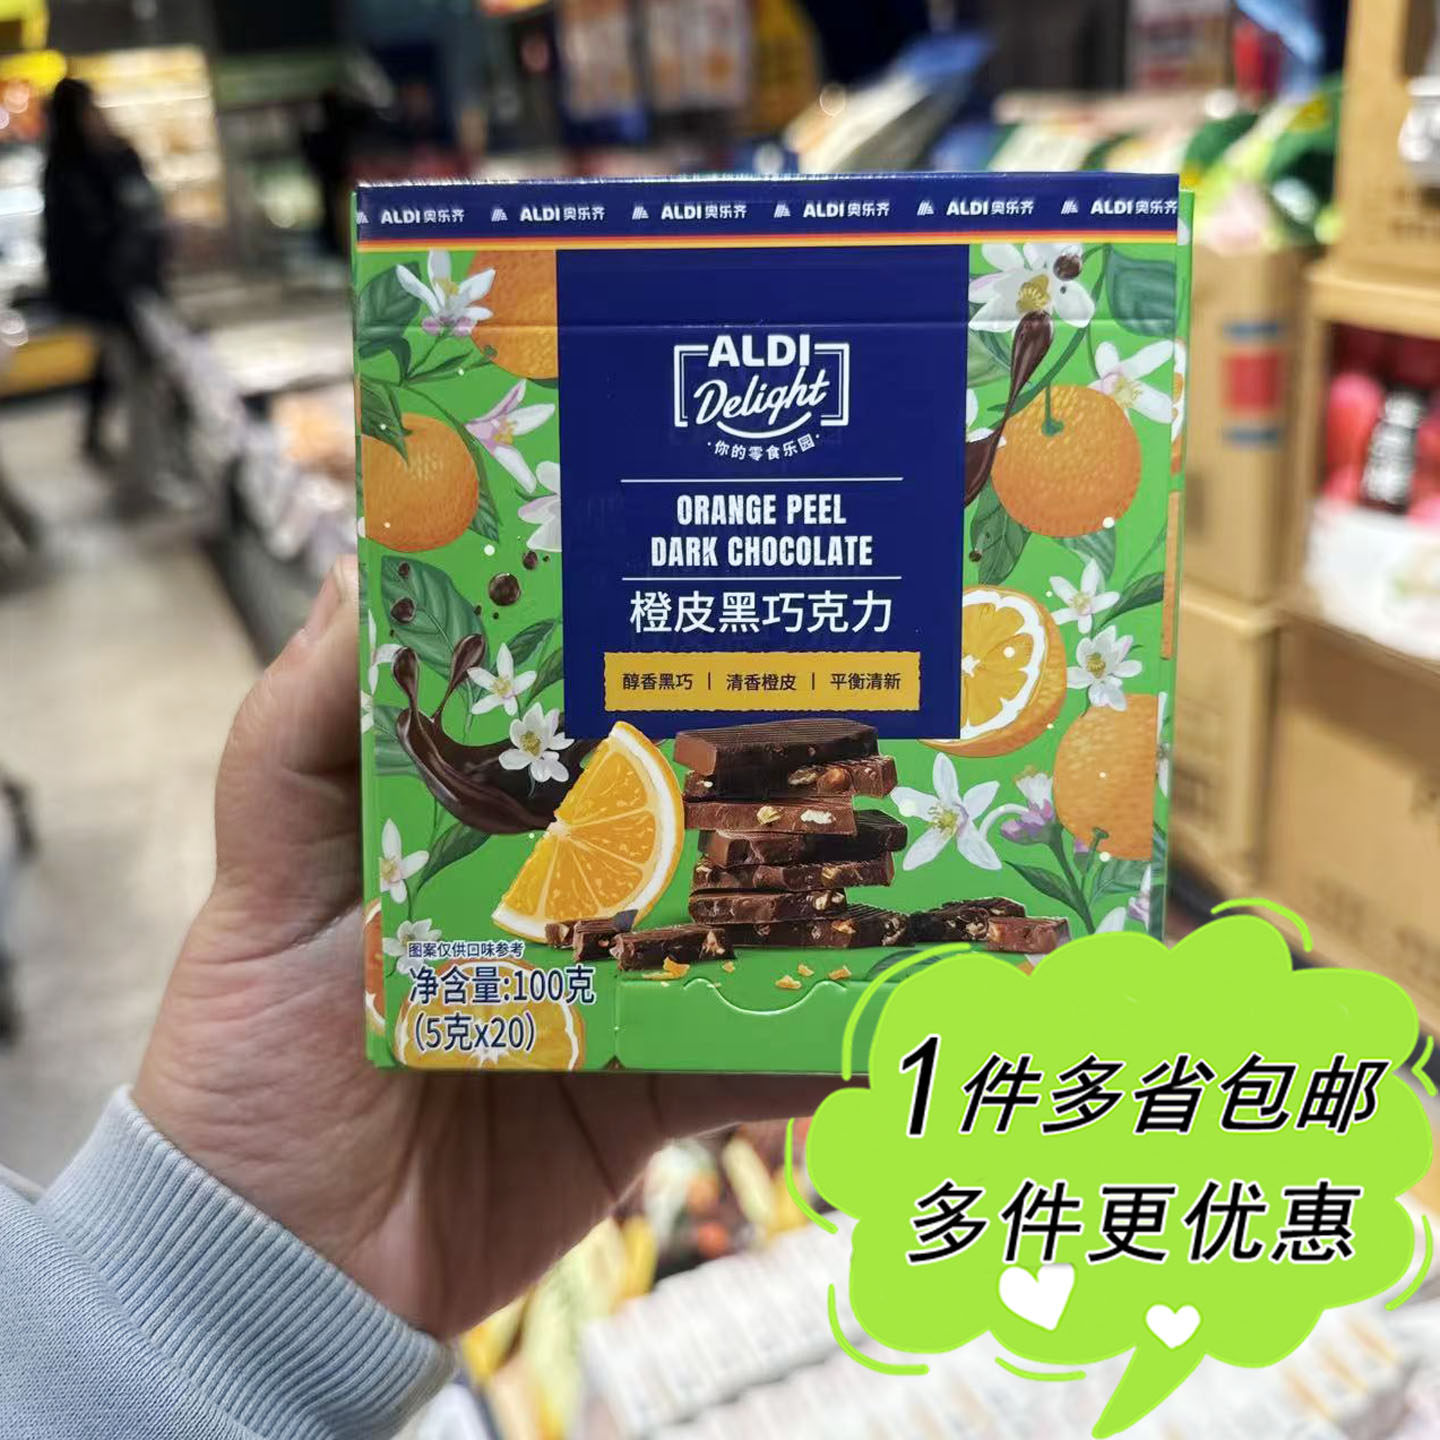 ALDI奥乐齐 ALDI奥乐齐 ALDI奥乐齐 ALDI奥乐齐 ALDI奥乐齐 ALDI奥乐齐
ALDI
Delight
·你的零食乐园·
ORANGE PEEL
DARK CHOCOLATE
橙皮黑巧克力
醇香黑巧 | 清香橙皮 | 平衡清新
图案仅供口味参考
净含量:100克
(5克x20)
1件多省包邮
多件更优惠